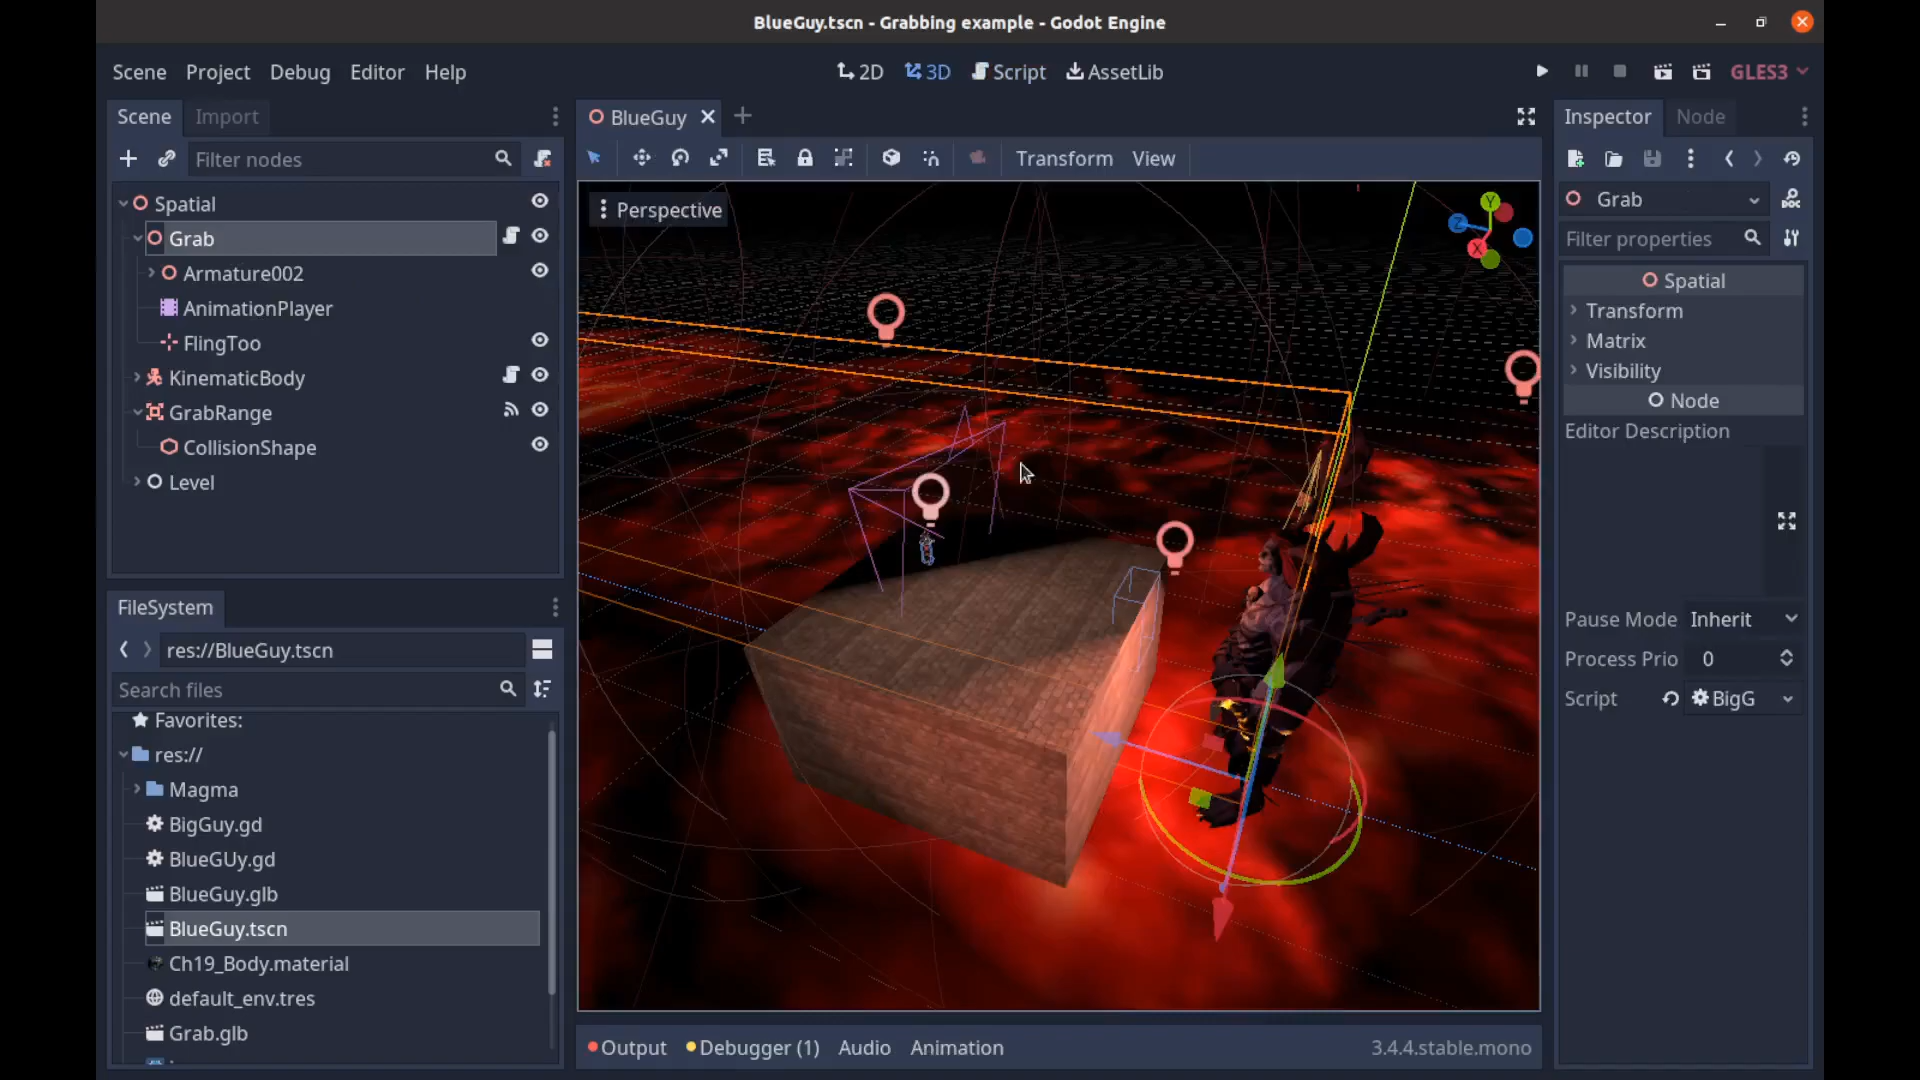 BlueGuy.tscn - Grabbing example - Godot Engine
Scene Project Debug Editor Help
2D 3D Script AssetLib
GLES3
Scene Import
Filter nodes
Spatial
Grab
Armature002
AnimationPlayer
FlingToo
KinematicBody
GrabRange
CollisionShape
Level
FileSystem
res://BlueGuy.tscn
Search files
Favorites:
res://
Magma
BigGuy.gd
BlueGUy.gd
BlueGuy.glb
BlueGuy.tscn
Ch19_Body.material
default_env.tres
Grab.glb
BlueGuy
Transform View
Perspective
Y
Z
X
Output Debugger (1) Audio Animation
3.4.4.stable.mono
Inspector Node
Grab
DOC
Filter properties
Spatial
Transform
Matrix
Visibility
Node
Editor Description
Pause Mode Inherit
Process Prio 0
Script BigG